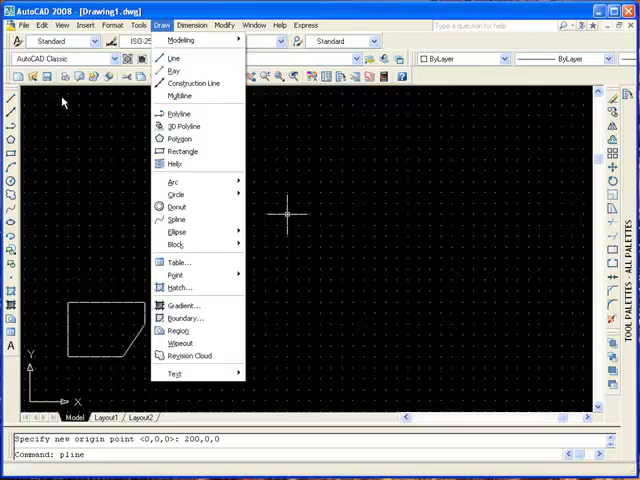 AutoCAD 2008 - [Drawing1.dwg]
File Edit View Insert Format Tools Draw Dimension Modify Window Help Express
Type a question for help
Standard
ISO-25
Standard
AutoCAD Classic
ByLayer
ByLayer
Modeling
Line
Ray
Construction Line
Multiline
Polyline
3D Polyline
Polygon
Rectangle
Helix
Arc
Circle
Donut
Spline
Ellipse
Block
Table...
Point
Hatch...
Gradient...
Boundary...
Region
Wipeout
Revision Cloud
Text
TOOL PALETTES - ALL PALETTES
A
Y
X
Model Layout1 Layout2
Specify new origin point <0,0,0>: 200,0,0
Command: pline